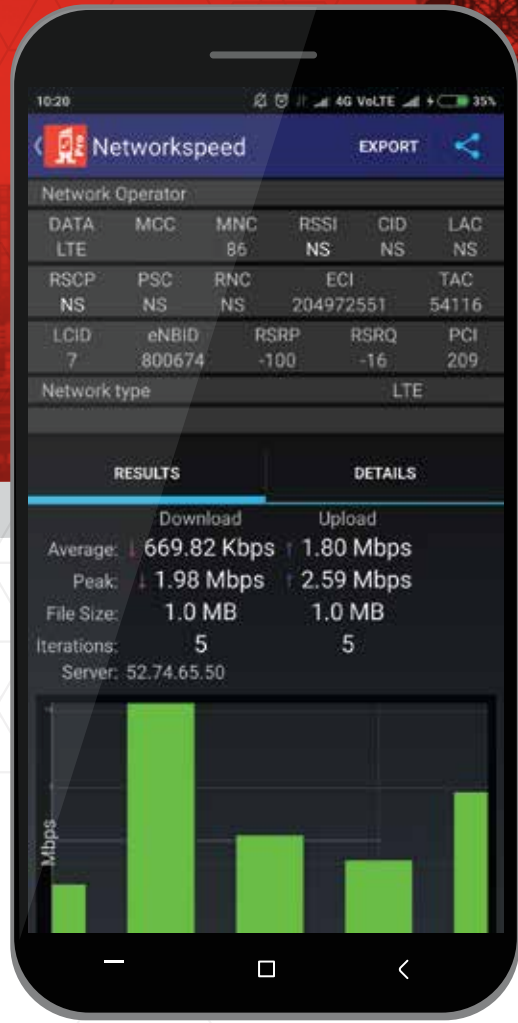 10:20 4G VoLTE 35%
Pro Networkspeed EXPORT
Network Operator
DATA MCC MNC RSSI CID LAC
LTE 86 NS NS NS
RSCP PSC RNC ECI TAC
NS NS NS 204972551 54116
LCID eNBID RSRP RSRQ PCI
7 800674 -100 -16 209
Network type LTE
RESULTS DETAILS
Download Upload
Average: ↓ 669.82 Kbps ↑ 1.80 Mbps
Peak: ↓ 1.98 Mbps ↑ 2.59 Mbps
File Size: 1.0 MB 1.0 MB
Iterations: 5 5
Server: 52.74.65.50
Mbps